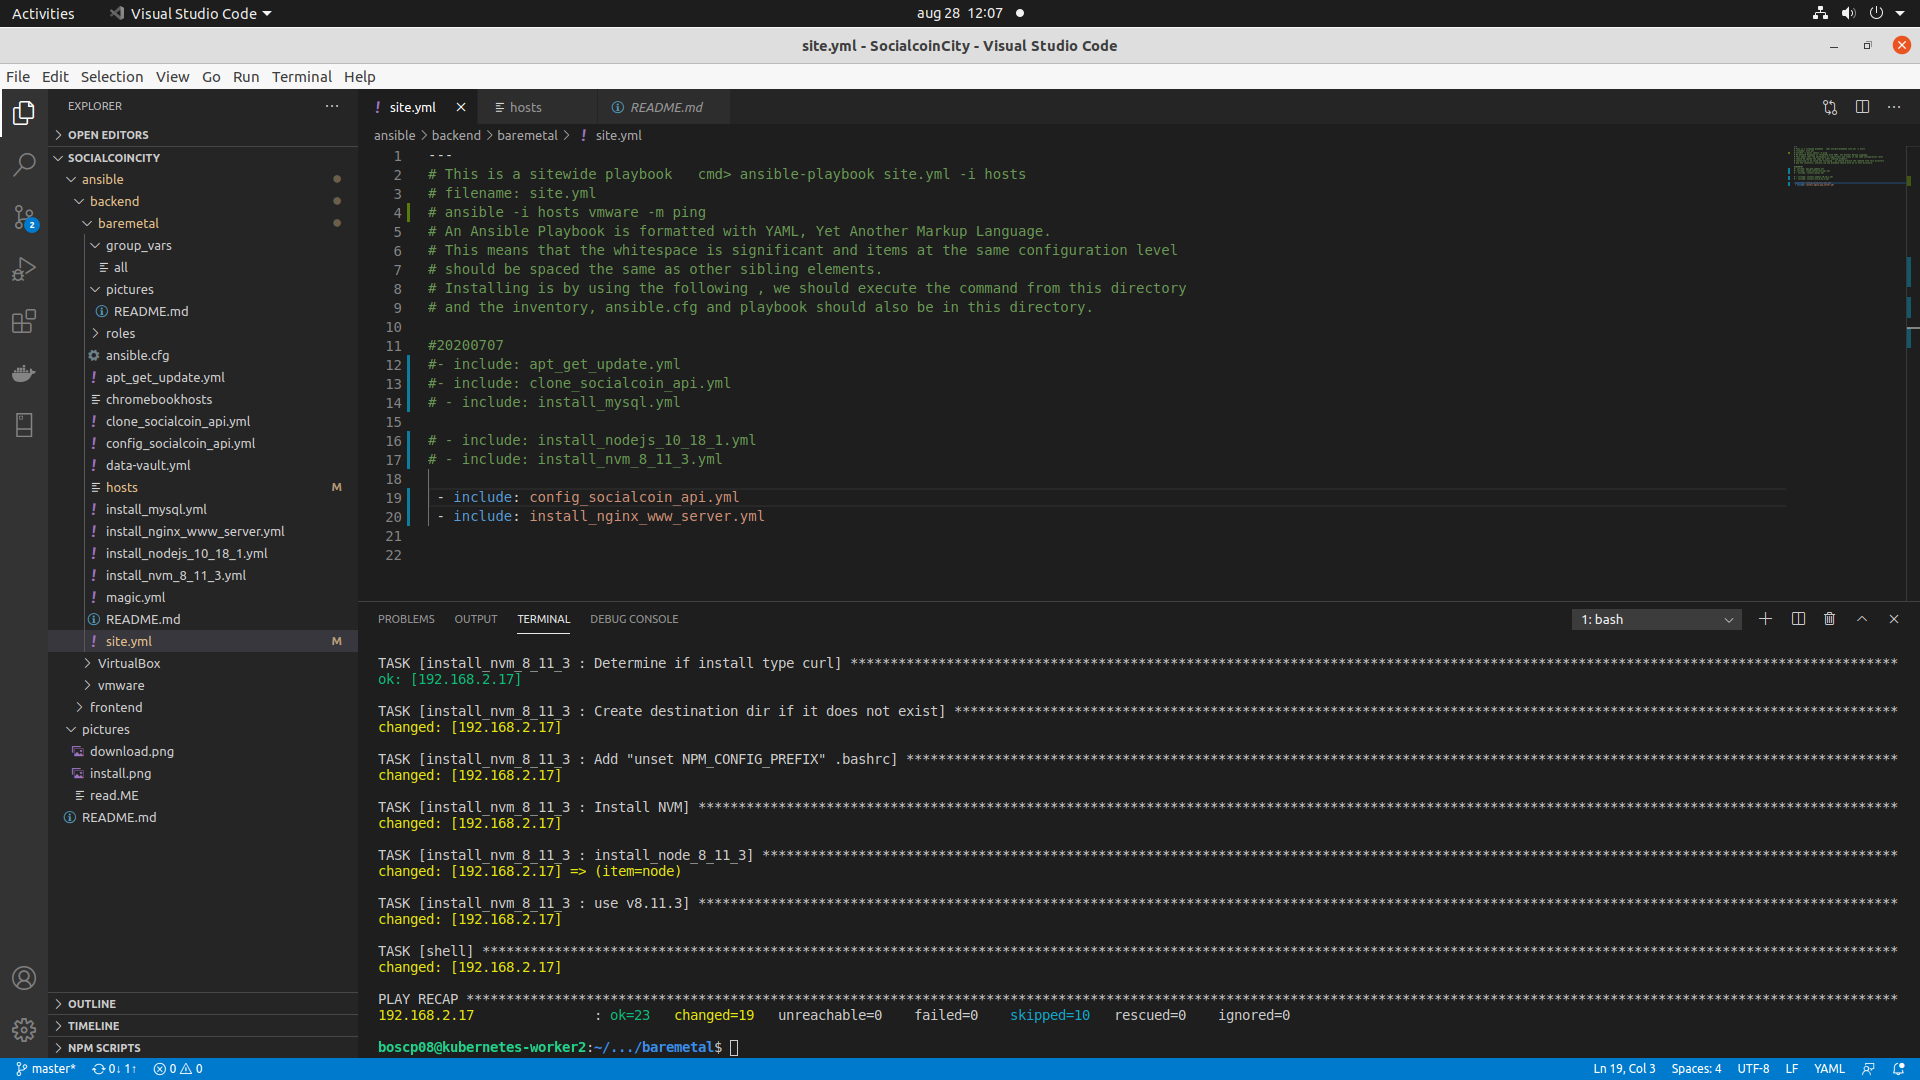 Activities Visual Studio Code aug 28 12:07
site.yml - SocialcoinCity - Visual Studio Code
File Edit Selection View Go Run Terminal Help
EXPLORER
OPEN EDITORS
SOCIALCOINCITY
ansible
backend
baremetal
group_vars
all
pictures
README.md
roles
ansible.cfg
apt_get_update.yml
chromebookhosts
clone_socialcoin_api.yml
config_socialcoin_api.yml
data-vault.yml
hosts M
install_mysql.yml
install_nginx_www_server.yml
install_nodejs_10_18_1.yml
install_nvm_8_11_3.yml
magic.yml
README.md
site.yml M
VirtualBox
vmware
frontend
pictures
download.png
install.png
read.ME
README.md
OUTLINE
TIMELINE
NPM SCRIPTS
2
site.yml hosts README.md
ansible > backend > baremetal > ! site.yml
1 ---
2 # This is a sitewide playbook   cmd> ansible-playbook site.yml -i hosts
3 # filename: site.yml
4 # ansible -i hosts vmware -m ping
5 # An Ansible Playbook is formatted with YAML, Yet Another Markup Language.
6 # This means that the whitespace is significant and items at the same configuration level
7 # should be spaced the same as other sibling elements.
8 # Installing is by using the following , we should execute the command from this directory
9 # and the inventory, ansible.cfg and playbook should also be in this directory.
10
11 #20200707
12 #- include: apt_get_update.yml
13 #- include: clone_socialcoin_api.yml
14 # - include: install_mysql.yml
15
16 # - include: install_nodejs_10_18_1.yml
17 # - include: install_nvm_8_11_3.yml
18
19  - include: config_socialcoin_api.yml
20  - include: install_nginx_www_server.yml
21
22
PROBLEMS OUTPUT TERMINAL DEBUG CONSOLE 1: bash
TASK [install_nvm_8_11_3 : Determine if install type curl] ***
ok: [192.168.2.17]
TASK [install_nvm_8_11_3 : Create destination dir if it does not exist] ***
changed: [192.168.2.17]
TASK [install_nvm_8_11_3 : Add "unset NPM_CONFIG_PREFIX" .bashrc] ***
changed: [192.168.2.17]
TASK [install_nvm_8_11_3 : Install NVM] ***
changed: [192.168.2.17]
TASK [install_nvm_8_11_3 : install_node_8_11_3] ***
changed: [192.168.2.17] => (item=node)
TASK [install_nvm_8_11_3 : use v8.11.3] ***
changed: [192.168.2.17]
TASK [shell] ***
changed: [192.168.2.17]
PLAY RECAP ***
192.168.2.17 : ok=23 changed=19 unreachable=0 failed=0 skipped=10 rescued=0 ignored=0
boscp08@kubernetes-worker2:~/.../baremetal$
master* 0↓ 1↑ 0 0 Ln 19, Col 3 Spaces: 4 UTF-8 LF YAML